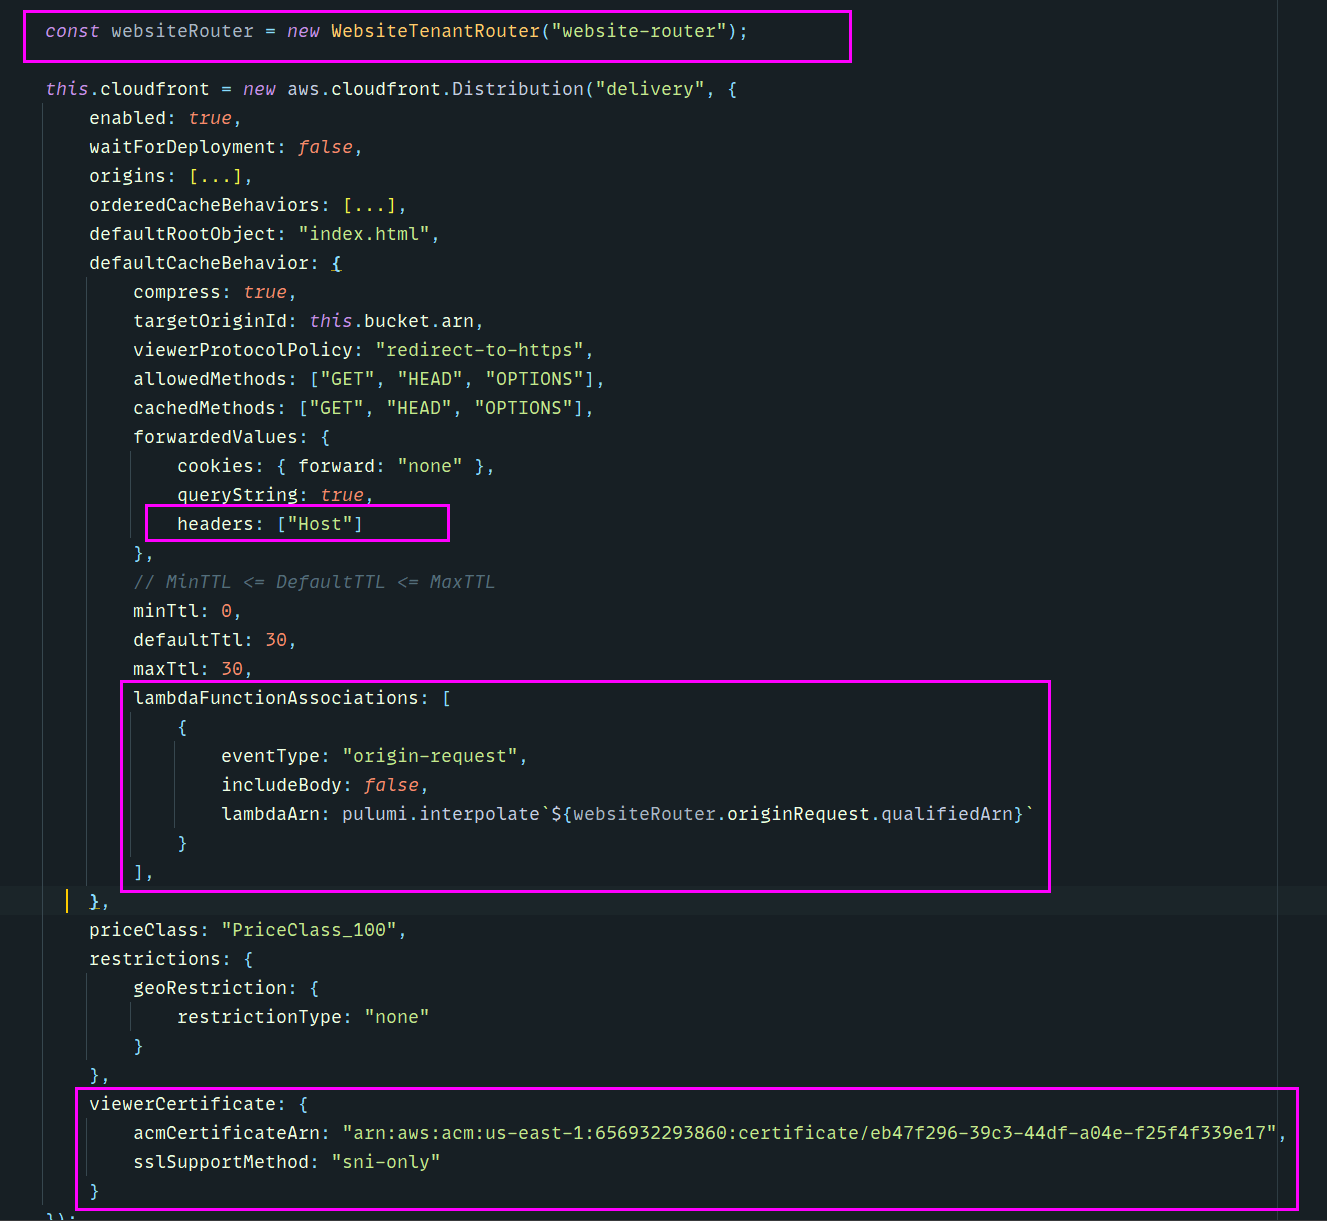 const websiteRouter = new WebsiteTenantRouter("website-router");
this.cloudfront = new aws.cloudfront.Distribution("delivery", {
enabled: true,
waitForDeployment: false,
origins: [...],
orderedCacheBehaviors: [...],
defaultRootObject: "index.html",
defaultCacheBehavior: {
compress: true,
targetOriginId: this.bucket.arn,
viewerProtocolPolicy: "redirect-to-https",
allowedMethods: ["GET", "HEAD", "OPTIONS"],
cachedMethods: ["GET", "HEAD", "OPTIONS"],
forwardedValues: {
cookies: { forward: "none" },
queryString: true,
headers: ["Host"]
},
// MinTTL <= DefaultTTL <= MaxTTL
minTtl: 0,
defaultTtl: 30,
maxTtl: 30,
lambdaFunctionAssociations: [
{
eventType: "origin-request",
includeBody: false,
lambdaArn: pulumi.interpolate`${websiteRouter.originRequest.qualifiedArn}`
}
],
},
priceClass: "PriceClass_100",
restrictions: {
geoRestriction: {
restrictionType: "none"
}
},
viewerCertificate: {
acmCertificateArn: "arn:aws:acm:us-east-1:656932293860:certificate/eb47f296-39c3-44df-a04e-f25f4f339e17",
sslSupportMethod: "sni-only"
}
});